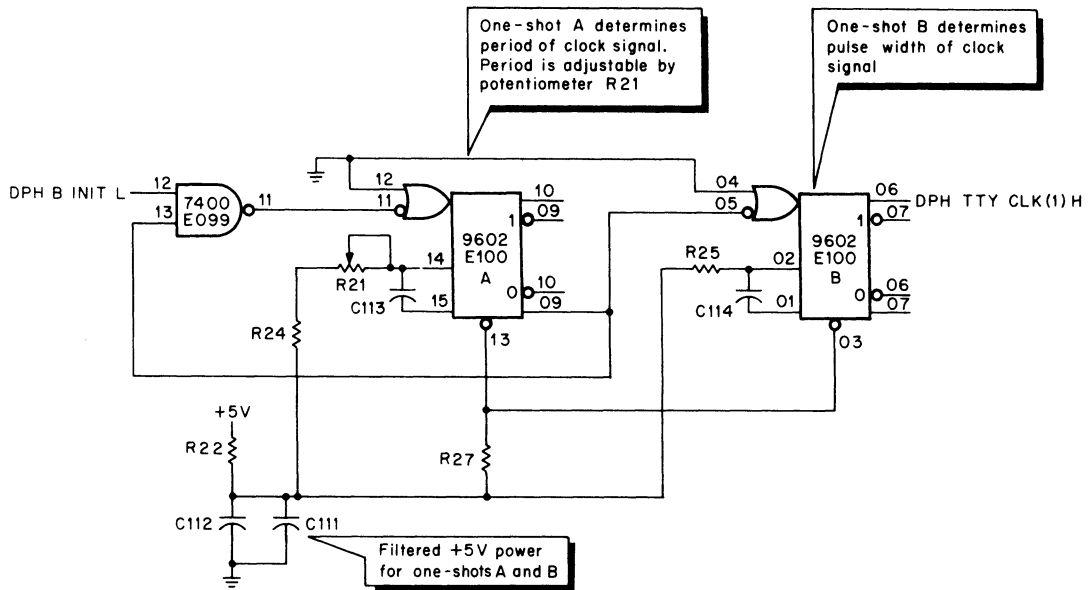 One-shot A determines
period of clock signal.
Period is adjustable by
potentiometer R21
One-shot B determines
pulse width of clock
signal
DPH B INIT L
12
13
7400
E099
11
12
11
10
1
09
9602
E100
A
14
15
R21
C113
0
10
09
13
04
05
06
1
07
DPH TTY CLK(1) H
9602
E100
B
R25
02
01
C114
0
06
07
03
R24
+5V
R22
R27
C112
C111
Filtered +5V power
for one-shots A and B